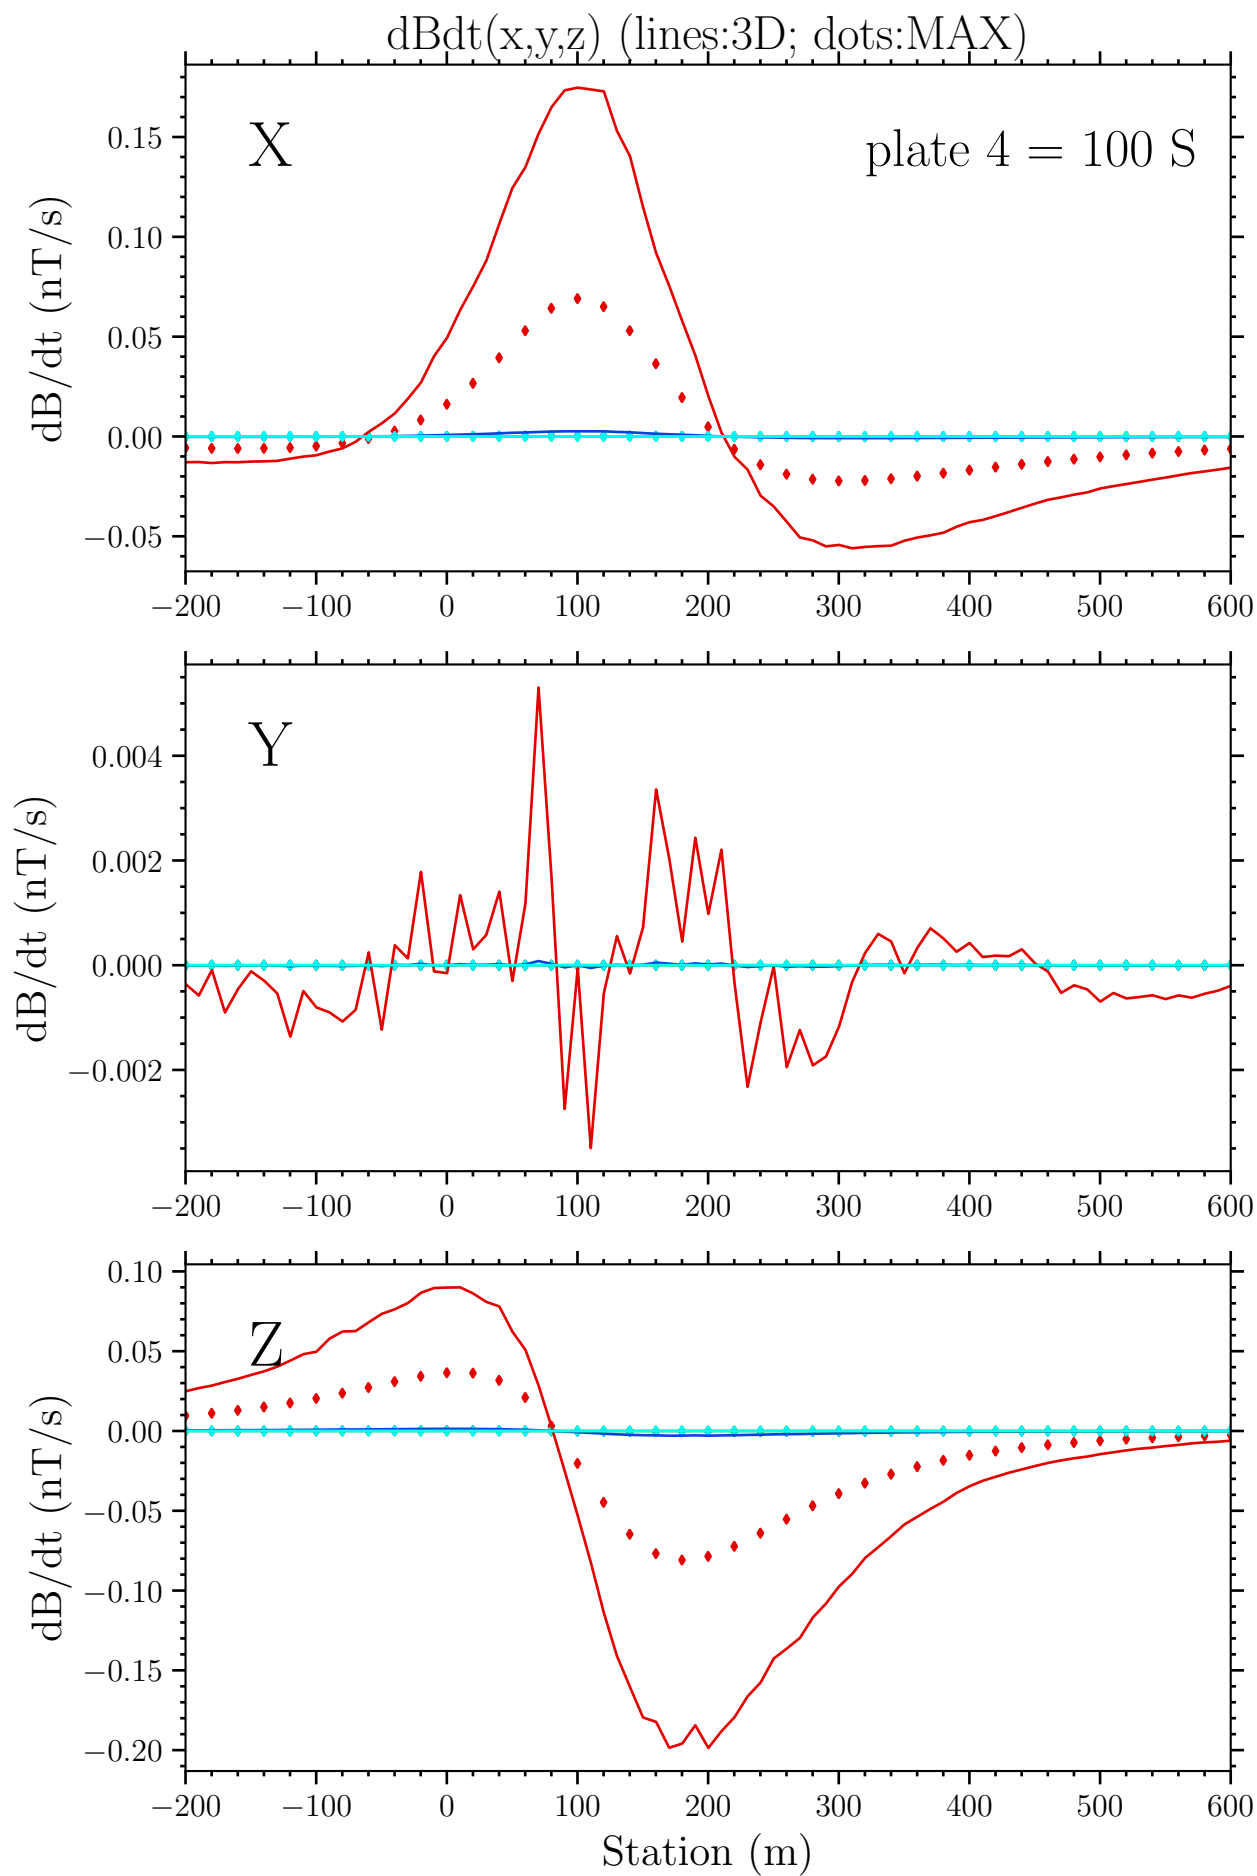 dBdt(x,y,z) (lines:3D; dots:MAX)
X
plate 4 = 100 S
dB/dt (nT/s)
0.15
0.10
0.05
0.00
−0.05
−200 −100 0 100 200 300 400 500 600
Y
dB/dt (nT/s)
0.004
0.002
0.000
−0.002
−200 −100 0 100 200 300 400 500 600
Z
dB/dt (nT/s)
0.10
0.05
0.00
−0.05
−0.10
−0.15
−0.20
−200 −100 0 100 200 300 400 500 600
Station (m)